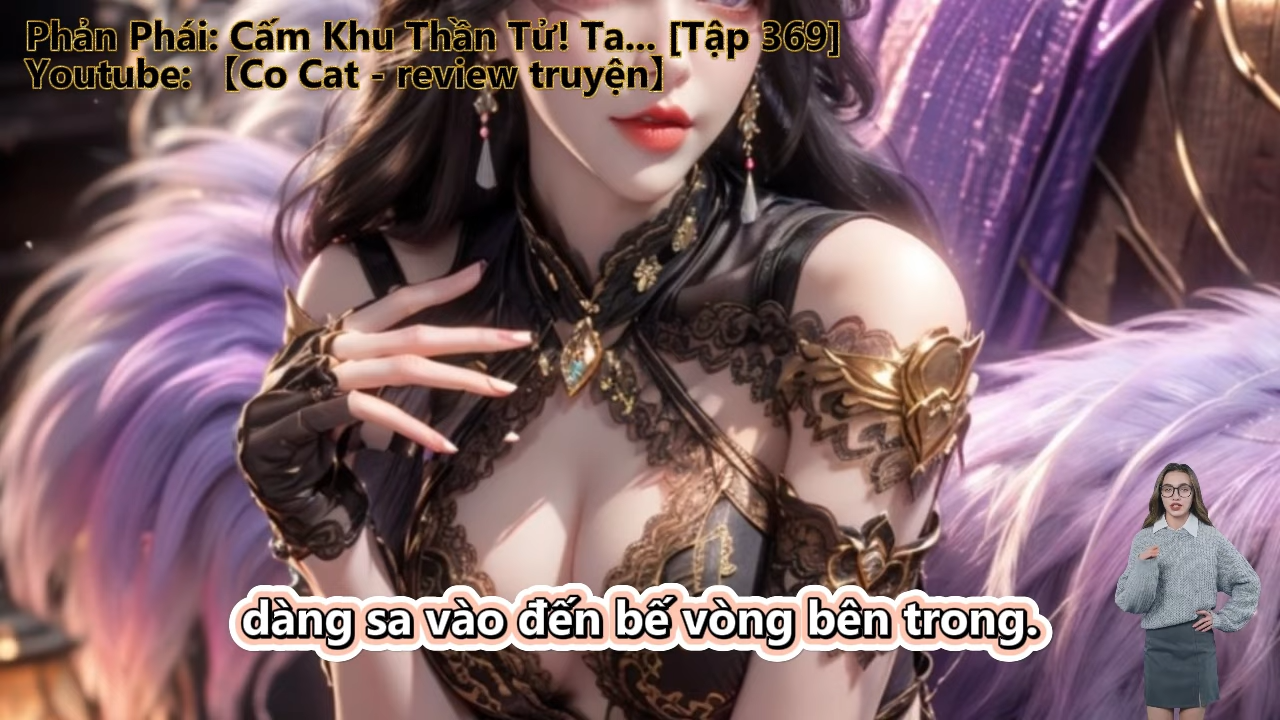 Phản Phái: Cấm Khu Thần Tử! Ta... [Tập 369]
Youtube: 【Co Cat - review truyện】
dàng sa vào đến bế vòng bên trong.